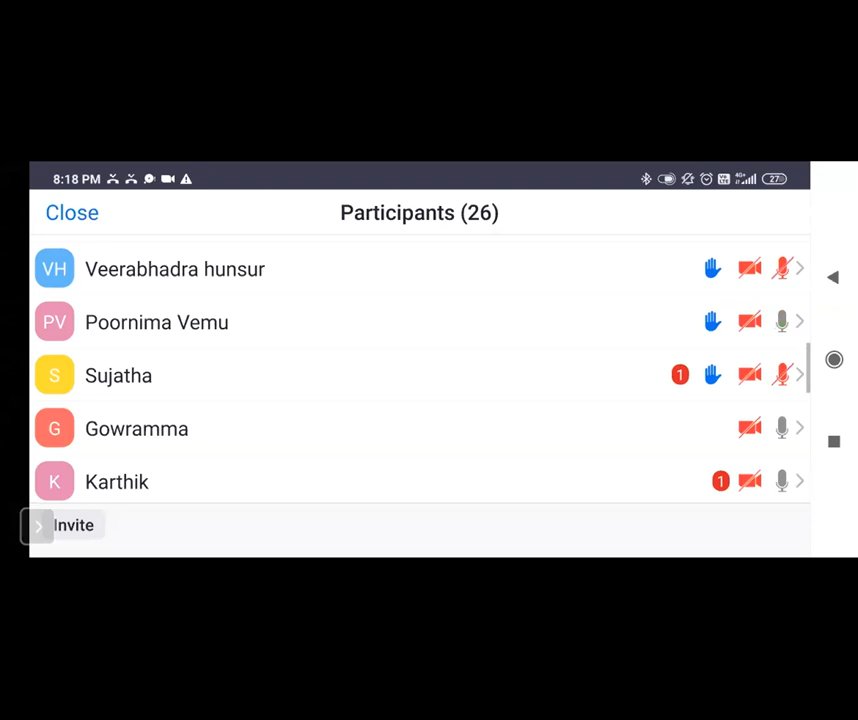 8:18 PM 4G+ 27
Close Participants (26)
VH Veerabhadra hunsur
PV Poornima Vemu
S Sujatha 1
G Gowramma
K Karthik 1
Invite